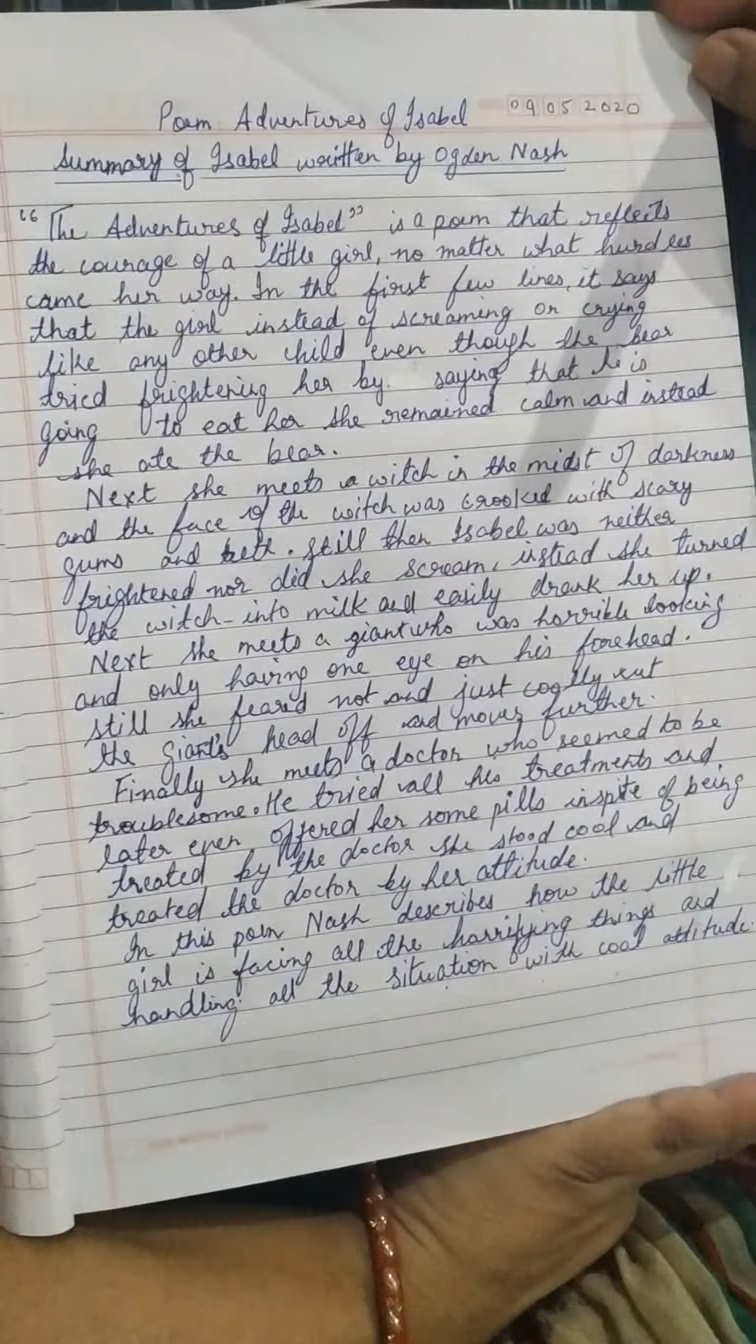 Poem Adventures of Isabel
09052020
Summary of Isabel written by Ogden Nash
"The Adventures of Isabel" is a poem that reflects
the courage of a little girl, no matter what hurdles
came her way. In the first few lines, it says
that the girl instead of screaming or crying
like any other child even though the bear
tried frightening her by saying that he is
going to eat her she remained calm and instead
she ate the bear.
Next she meets a witch in the midst of darkness
and the face of the witch was crooked with scary
gums and teeth. Still then Isabel was neither
frightened nor did she scream, instead she turned
the witch into milk and easily drank her up.
Next she meets a giant who was horrible looking
and only having one eye on his forehead.
still she feared not and just coolly cut
the giant's head off and moves further.
Finally she meets a doctor who seemed to be
troublesome. He tried all his treatments and
later even offered her some pills inspite of being
treated by the doctor she stood cool and
treated the doctor by her attitude.
In this poem Nash describes how the little
girl is facing all the horrifying things and
handling all the situation with cool attitude.